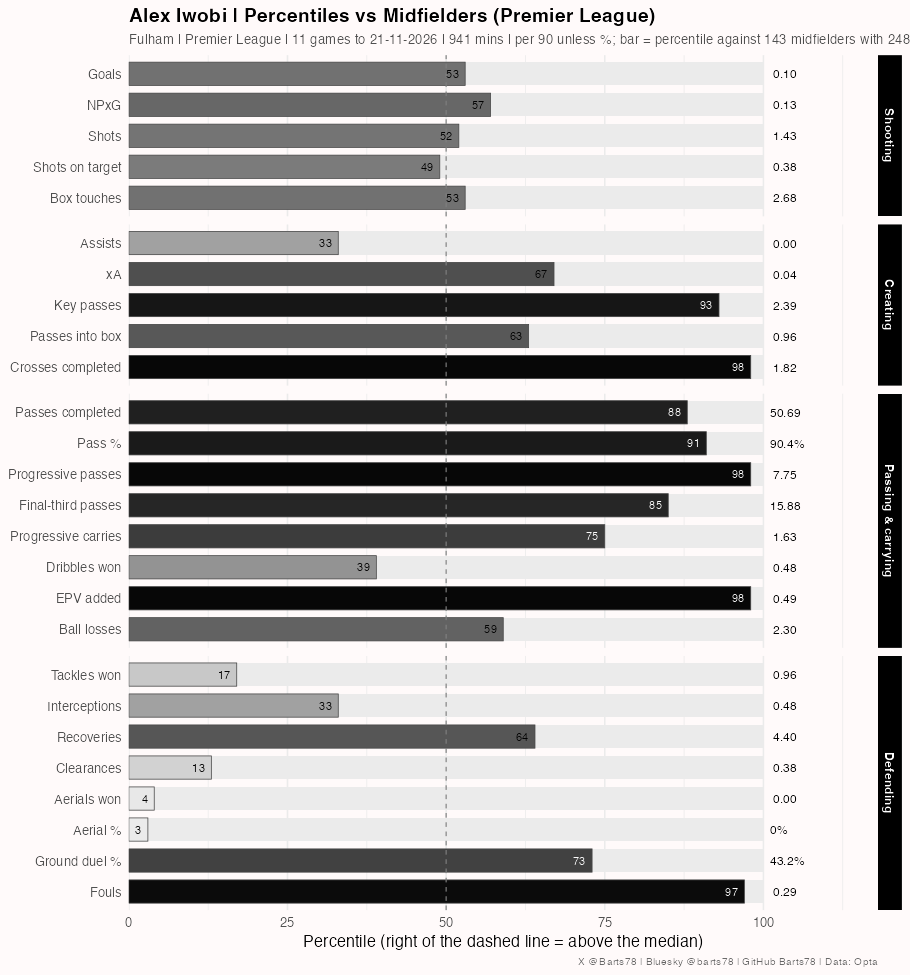 Alex Iwobi | Percentiles vs Midfielders (Premier League)
Fulham | Premier League | 11 games to 21-11-2026 | 941 mins | per 90 unless %; bar = percentile against 143 midfielders with 248
Shooting
Goals 53 0.10
NPxG 57 0.13
Shots 52 1.43
Shots on target 49 0.38
Box touches 53 2.68
Creating
Assists 33 0.00
xA 67 0.04
Key passes 93 2.39
Passes into box 63 0.96
Crosses completed 98 1.82
Passing & carrying
Passes completed 88 50.69
Pass % 91 90.4%
Progressive passes 98 7.75
Final-third passes 85 15.88
Progressive carries 75 1.63
Dribbles won 39 0.48
EPV added 98 0.49
Ball losses 59 2.30
Defending
Tackles won 17 0.96
Interceptions 33 0.48
Recoveries 64 4.40
Clearances 13 0.38
Aerials won 4 0.00
Aerial % 3 0%
Ground duel % 73 43.2%
Fouls 97 0.29
0 25 50 75 100
Percentile (right of the dashed line = above the median)
X @Barts78 | Bluesky @barts78 | GitHub Barts78 | Data: Opta